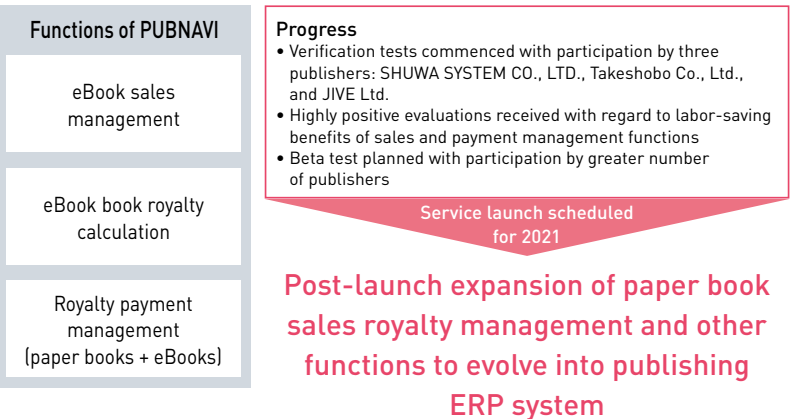 Functions of PUBNAVI
eBook sales
management
eBook book royalty
calculation
Royalty payment
management
(paper books + eBooks)
Progress
• Verification tests commenced with participation by three
publishers: SHUWA SYSTEM CO., LTD., Takeshobo Co., Ltd.,
and JIVE Ltd.
• Highly positive evaluations received with regard to labor-saving
benefits of sales and payment management functions
• Beta test planned with participation by greater number
of publishers
Service launch scheduled
for 2021
Post-launch expansion of paper book
sales royalty management and other
functions to evolve into publishing
ERP system